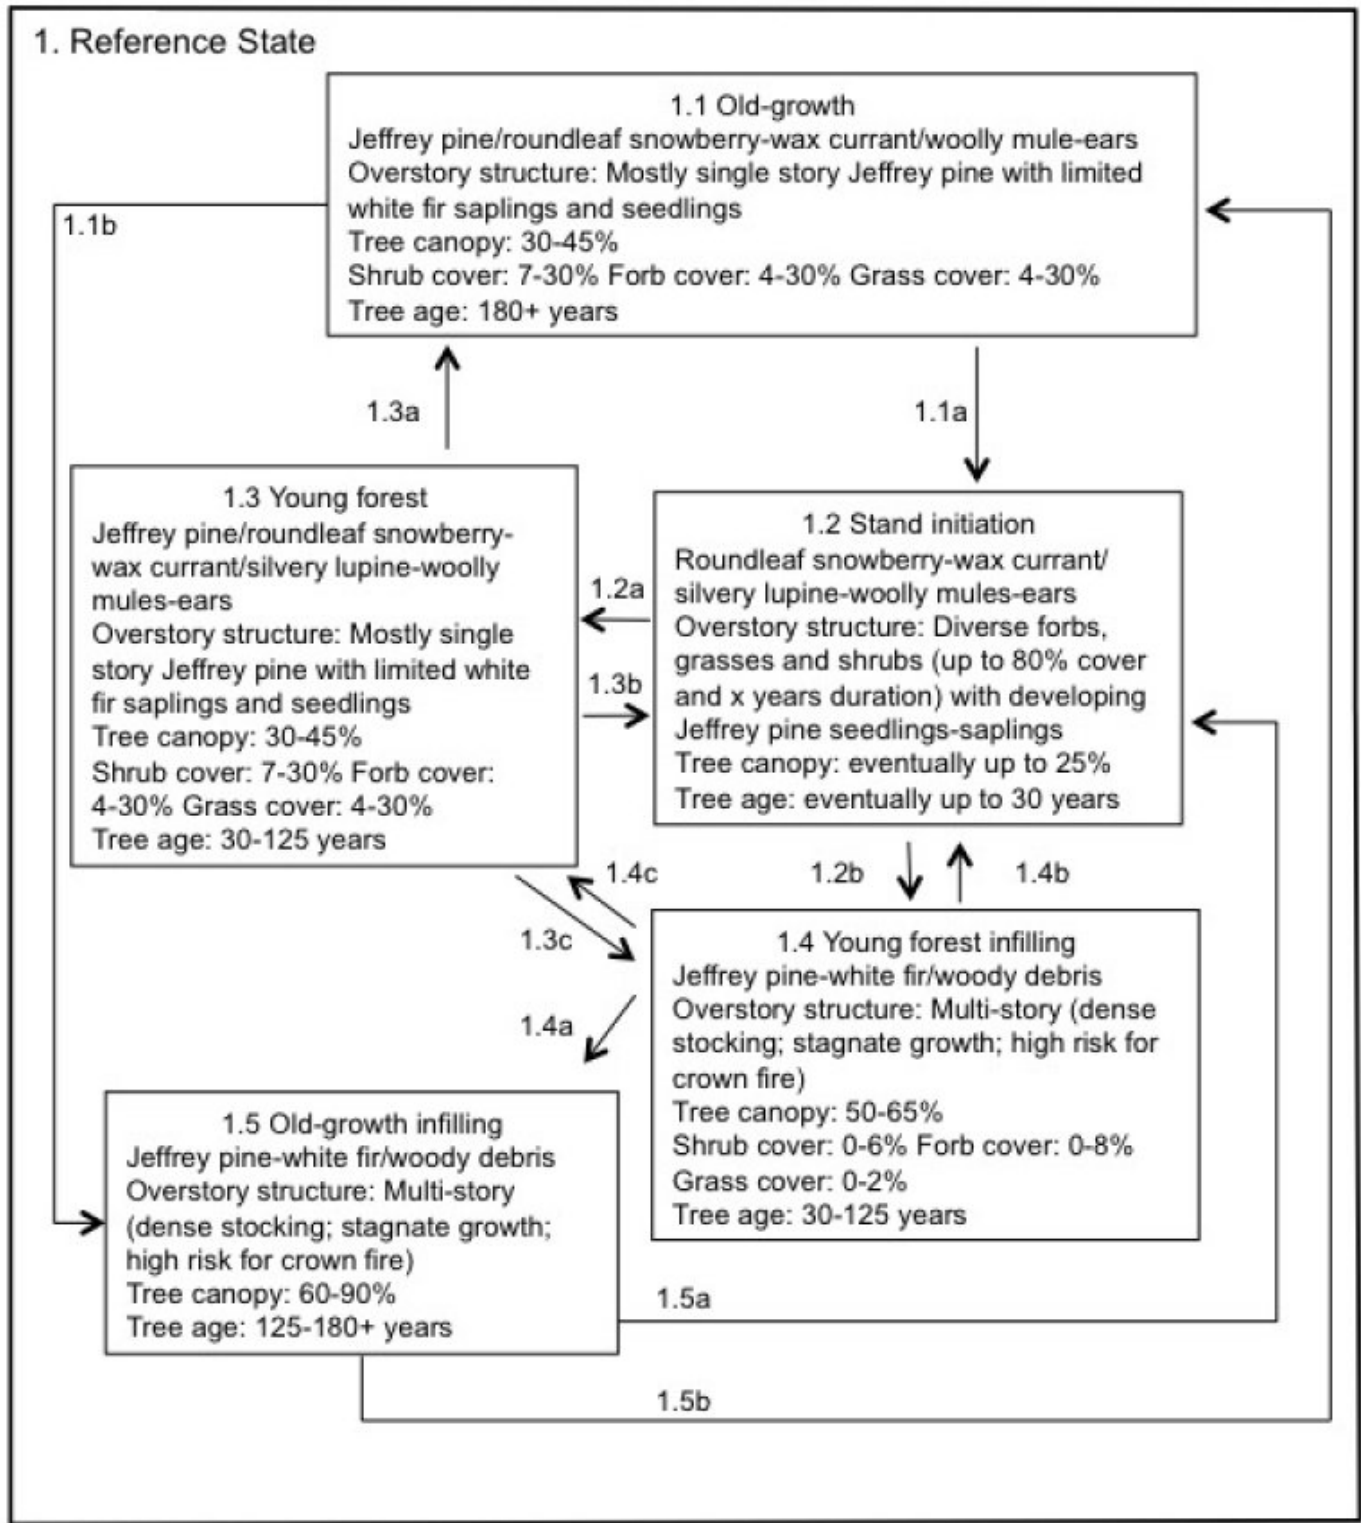 1. Reference State
1.1 Old-growth
Jeffrey pine/roundleaf snowberry-wax currant/woolly mule-ears
Overstory structure: Mostly single story Jeffrey pine with limited
white fir saplings and seedlings
Tree canopy: 30-45%
Shrub cover: 7-30% Forb cover: 4-30% Grass cover: 4-30%
Tree age: 180+ years
1.1b
1.3a
1.1a
1.3 Young forest
Jeffrey pine/roundleaf snowberry-
wax currant/silvery lupine-woolly
mules-ears
Overstory structure: Mostly single
story Jeffrey pine with limited white
fir saplings and seedlings
Tree canopy: 30-45%
Shrub cover: 7-30% Forb cover:
4-30% Grass cover: 4-30%
Tree age: 30-125 years
1.2a
1.3b
1.2 Stand initiation
Roundleaf snowberry-wax currant/
silvery lupine-woolly mules-ears
Overstory structure: Diverse forbs,
grasses and shrubs (up to 80% cover
and x years duration) with developing
Jeffrey pine seedlings-saplings
Tree canopy: eventually up to 25%
Tree age: eventually up to 30 years
1.4c
1.2b
1.4b
1.3c
1.4a
1.4 Young forest infilling
Jeffrey pine-white fir/woody debris
Overstory structure: Multi-story (dense
stocking; stagnate growth; high risk for
crown fire)
Tree canopy: 50-65%
Shrub cover: 0-6% Forb cover: 0-8%
Grass cover: 0-2%
Tree age: 30-125 years
1.5 Old-growth infilling
Jeffrey pine-white fir/woody debris
Overstory structure: Multi-story
(dense stocking; stagnate growth;
high risk for crown fire)
Tree canopy: 60-90%
Tree age: 125-180+ years
1.5a
1.5b